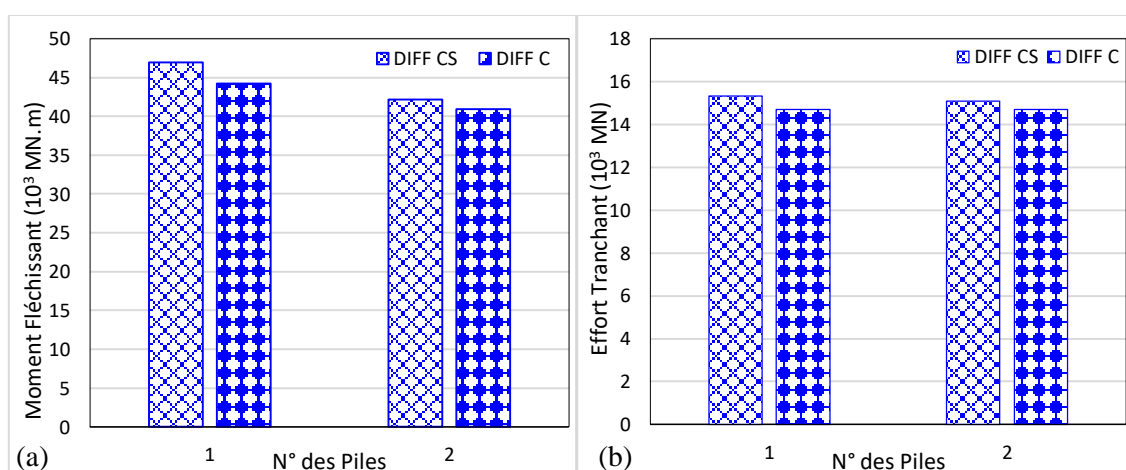 50
45
40
35
30
25
20
15
10
5
0
Moment Fléchissant (10³ MN.m)
DIFF CS DIFF C
1 2
N° des Piles
(a)
18
16
14
12
10
8
6
4
2
0
Effort Tranchant (10³ MN)
DIFF CS DIFF C
1 2
N° des Piles
(b)